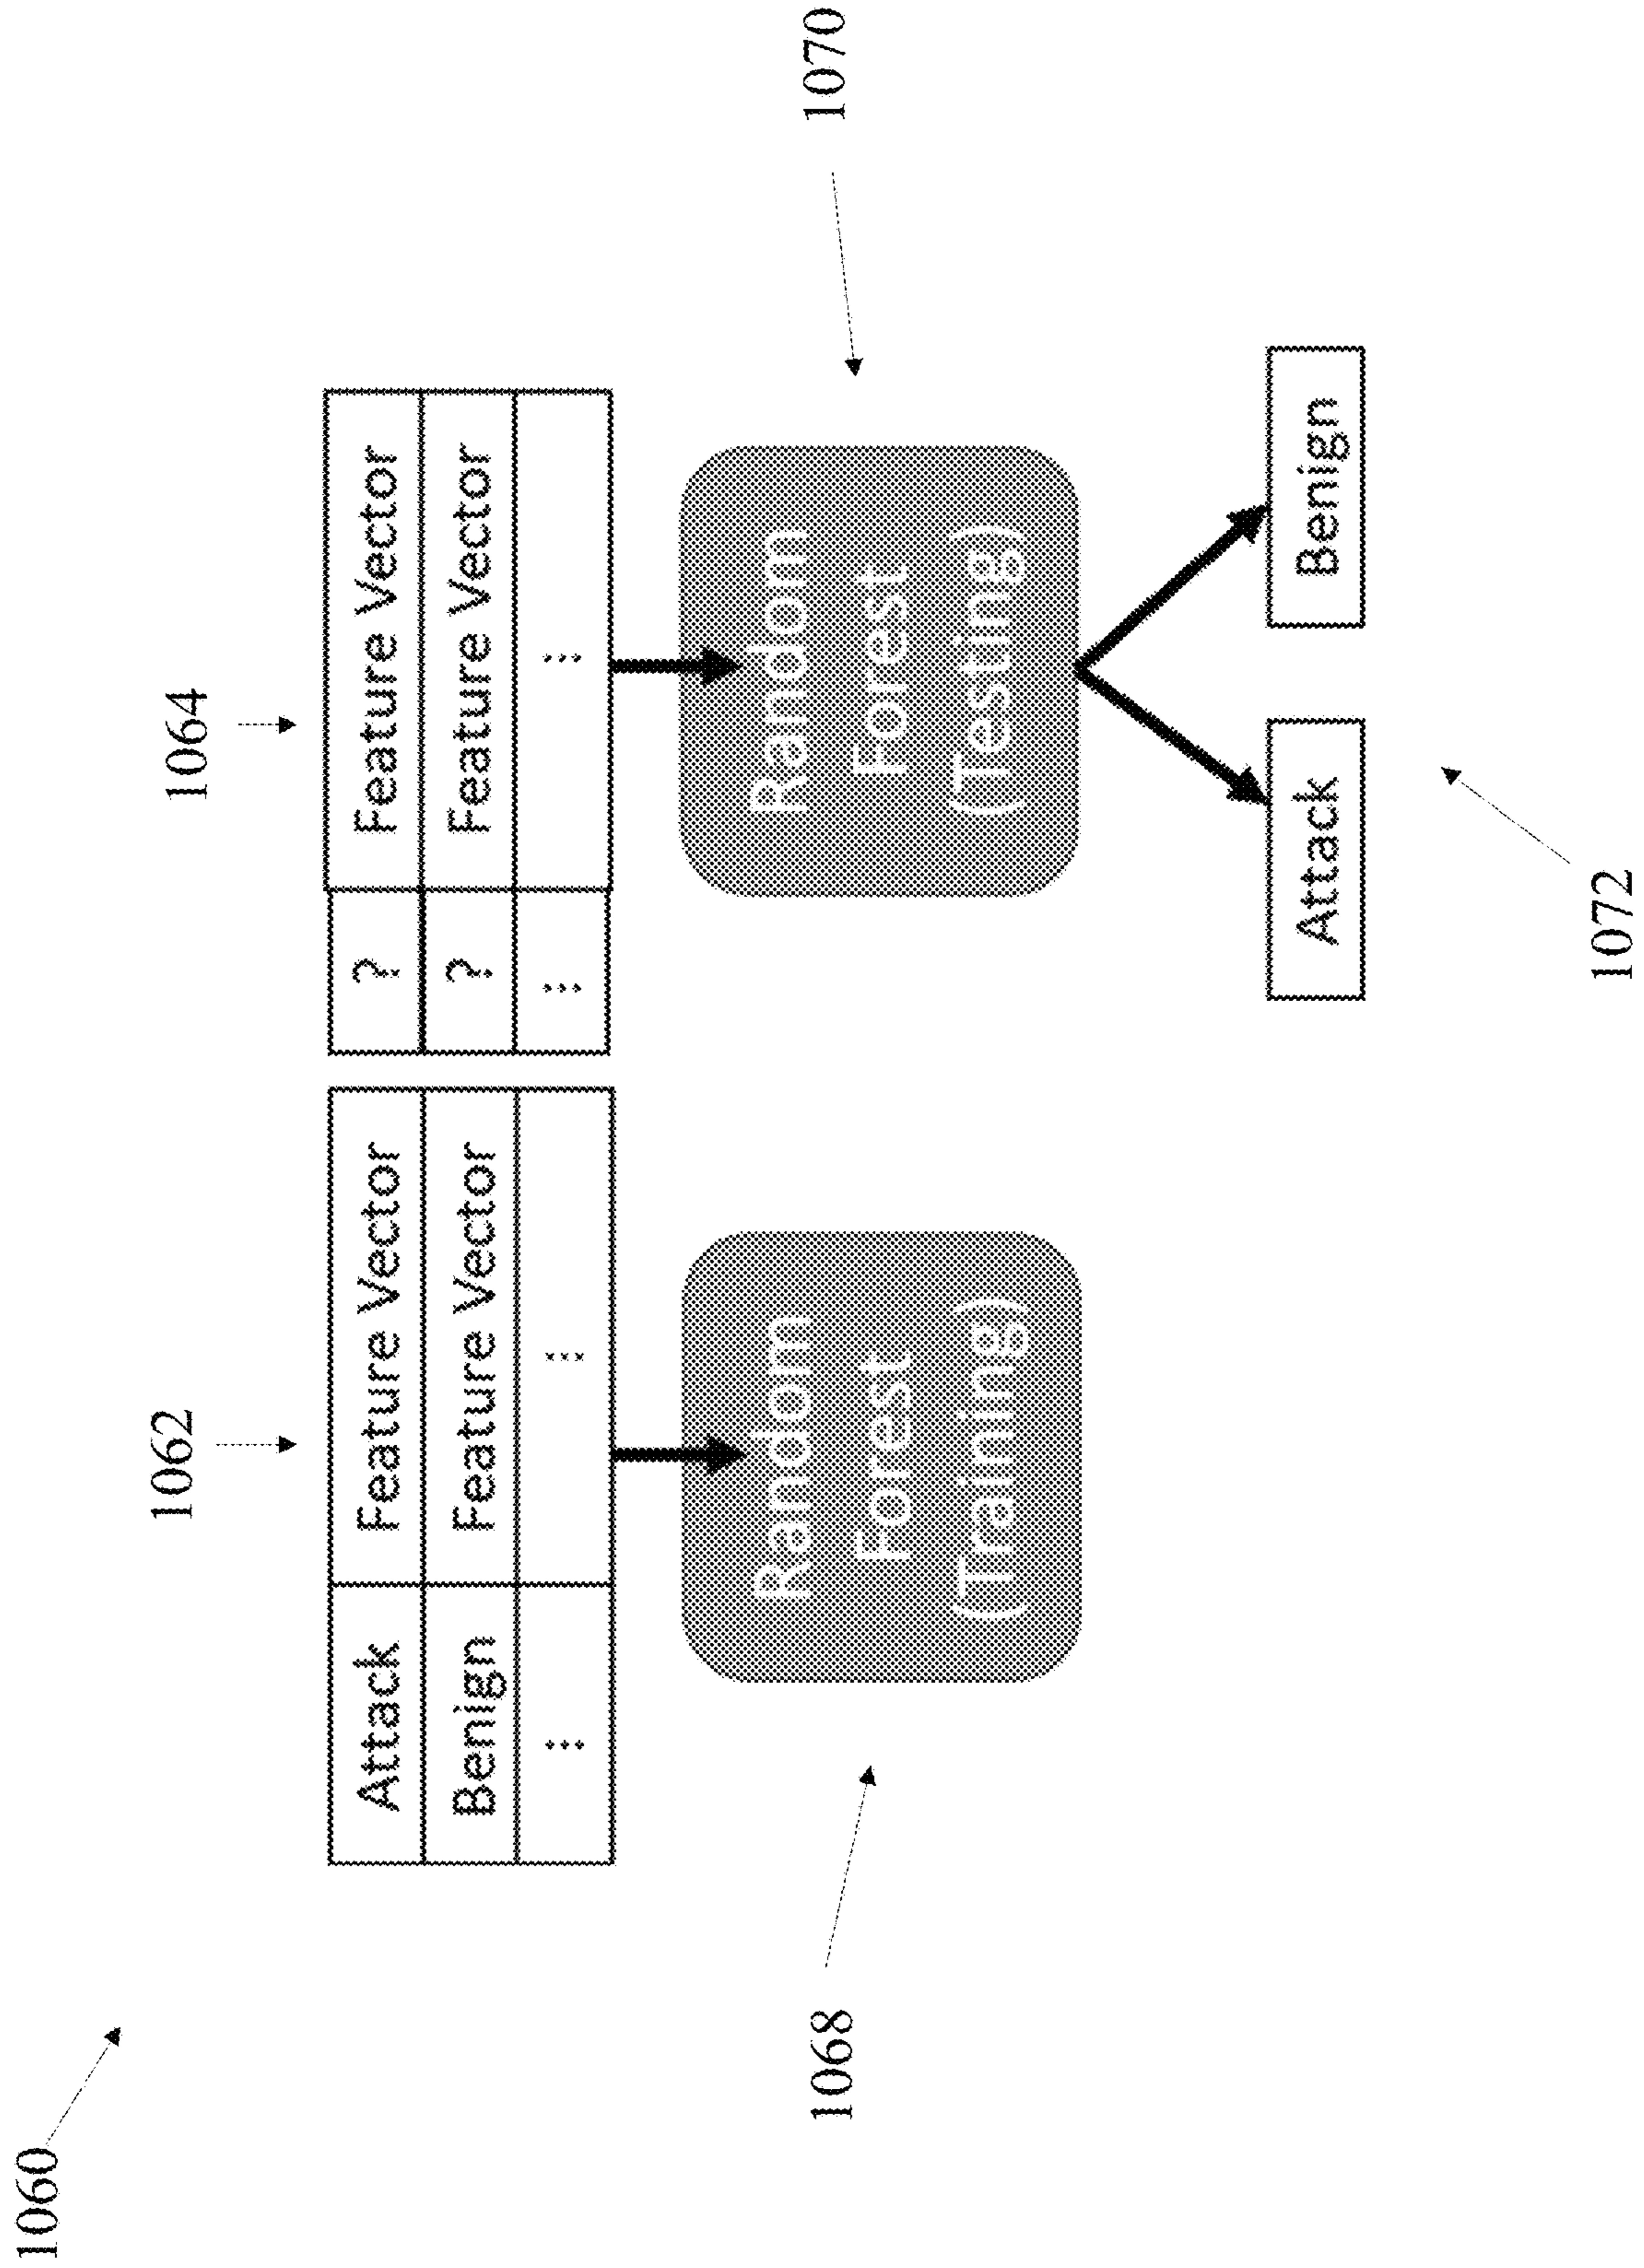 1060
1062
1064
Attack Feature Vector
Benign Feature Vector
⋮ ⋮
? Feature Vector
? Feature Vector
⋮ ⋮
1068
Random
Forest
(Training)
Random
Forest
(Testing)
1070
Attack
Benign
1072